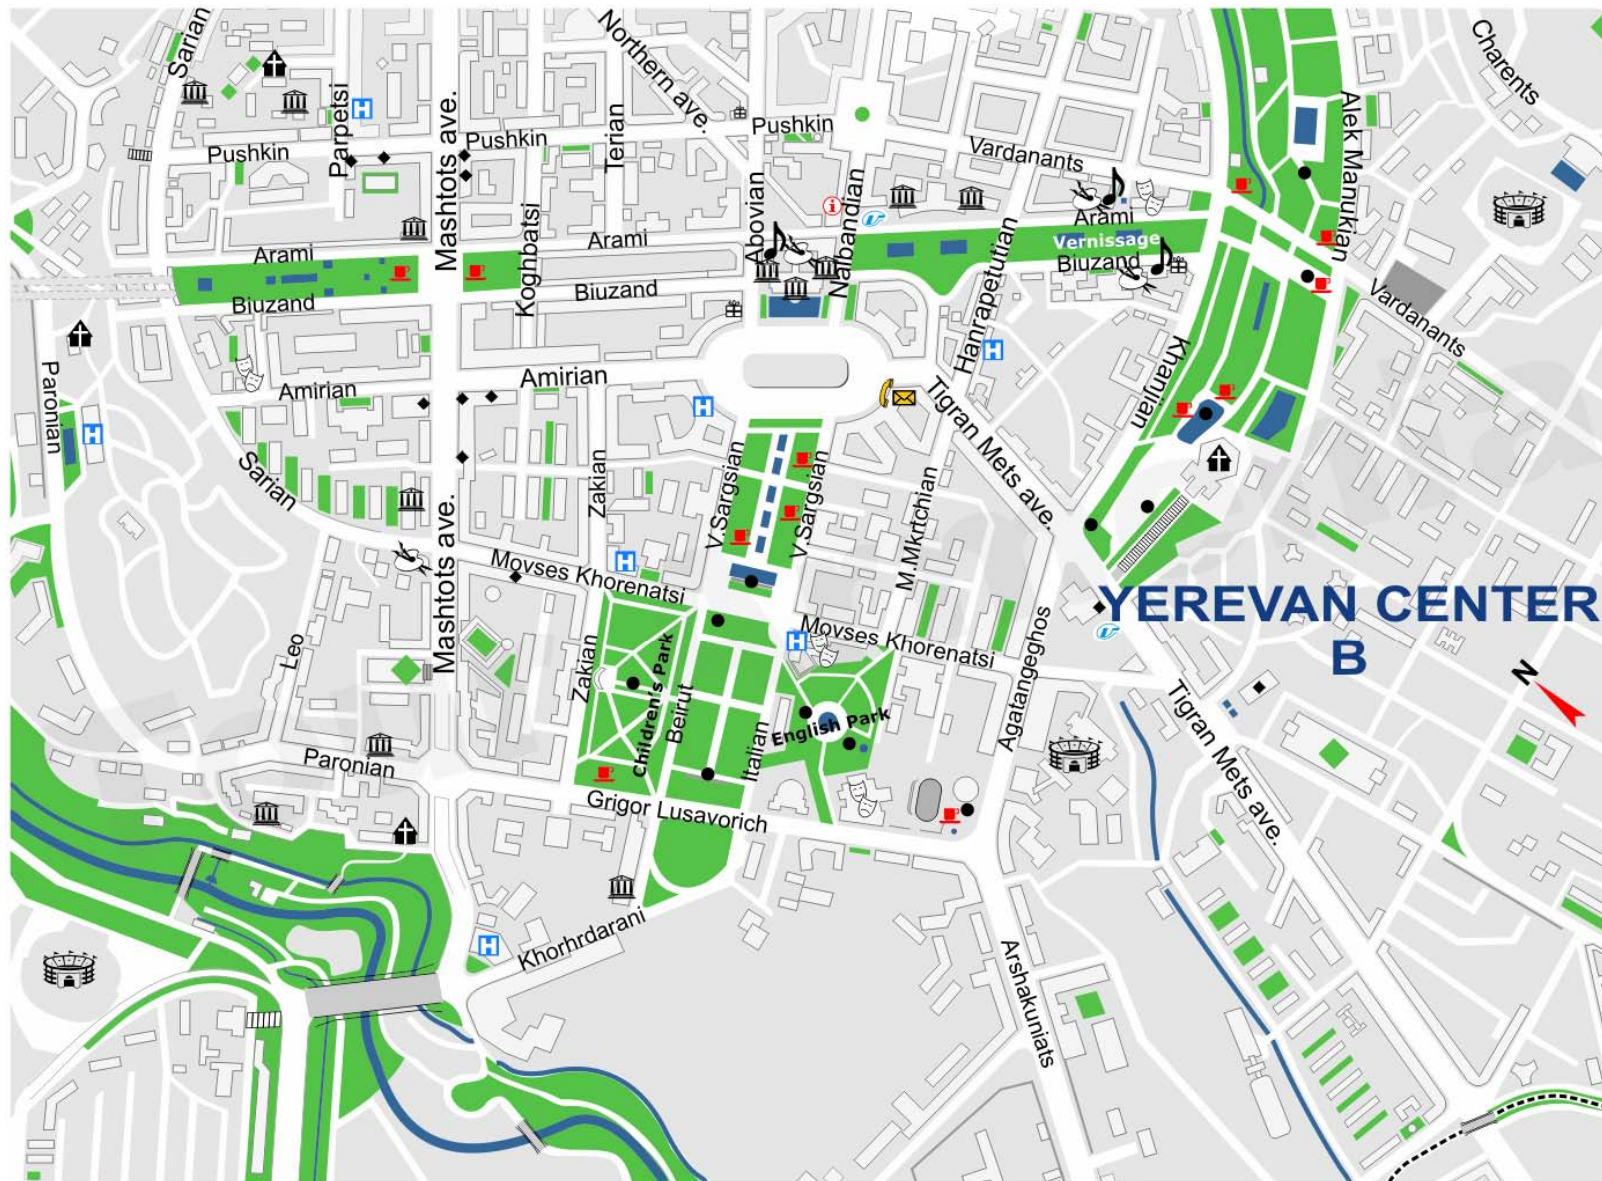 Sarian
Parpetsi
Mashtots ave.
Northern ave.
Terian
Pushkin
Pushkin
Pushkin
Vardanants
Charents
Alek Manukian
Koghbatsi
Abovian
Nalbandian
Hanrapetutian
Arami
Arami
Arami
Vernissage
Biuzand
Biuzand
Biuzand
Vardanants
Khanjian
Paronian
Amirian
Amirian
Tigran Mets ave.
Sarian
Zakian
V.Sargsian
V.Sargsian
M.Mkrtchian
Mashtots ave.
Movses Khorenatsi
Movses Khorenatsi
YEREVAN CENTER
B
N
Leo
Zakian
Children's Park
Beirut
Italian
English Park
Agatangeghos
Tigran Mets ave.
Paronian
Grigor Lusavorich
Khorhrdarani
Arshakuniats
H
H
H
H
H
H
H
H
i